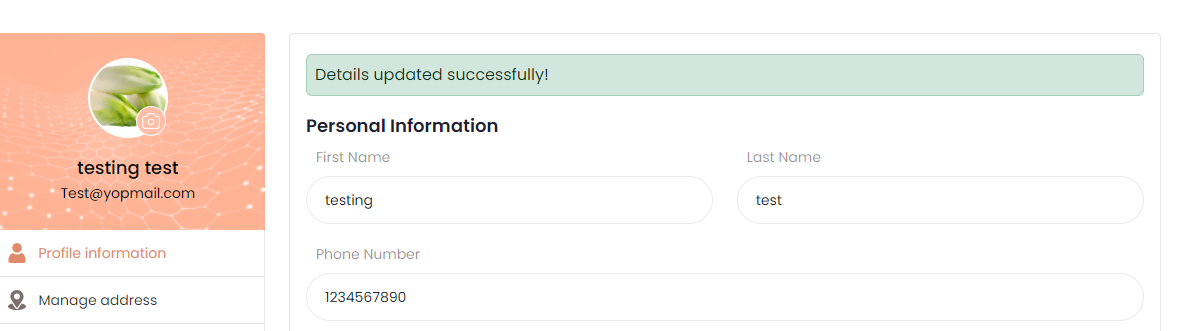 testing test
Test@yopmail.com
Profile information
Manage address
Details updated successfully!
Personal Information
First Name
Last Name
testing
test
Phone Number
1234567890